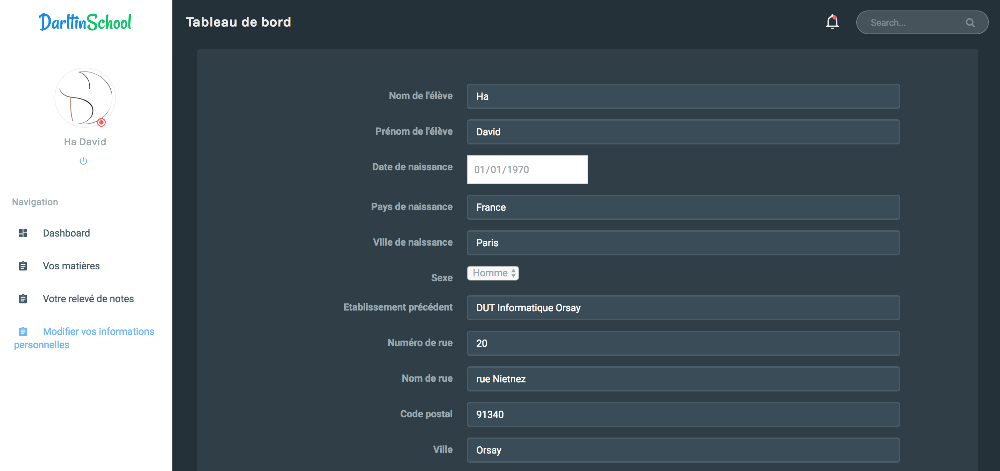 DarlttinSchool
Tableau de bord
Search...
Ha David
Navigation
Dashboard
Vos matières
Votre relevé de notes
Modifier vos informations
personnelles
Nom de l'élève Ha
Prénom de l'élève David
Date de naissance 01/01/1970
Pays de naissance France
Ville de naissance Paris
Sexe Homme
Etablissement précédent DUT Informatique Orsay
Numéro de rue 20
Nom de rue rue Nietnez
Code postal 91340
Ville Orsay